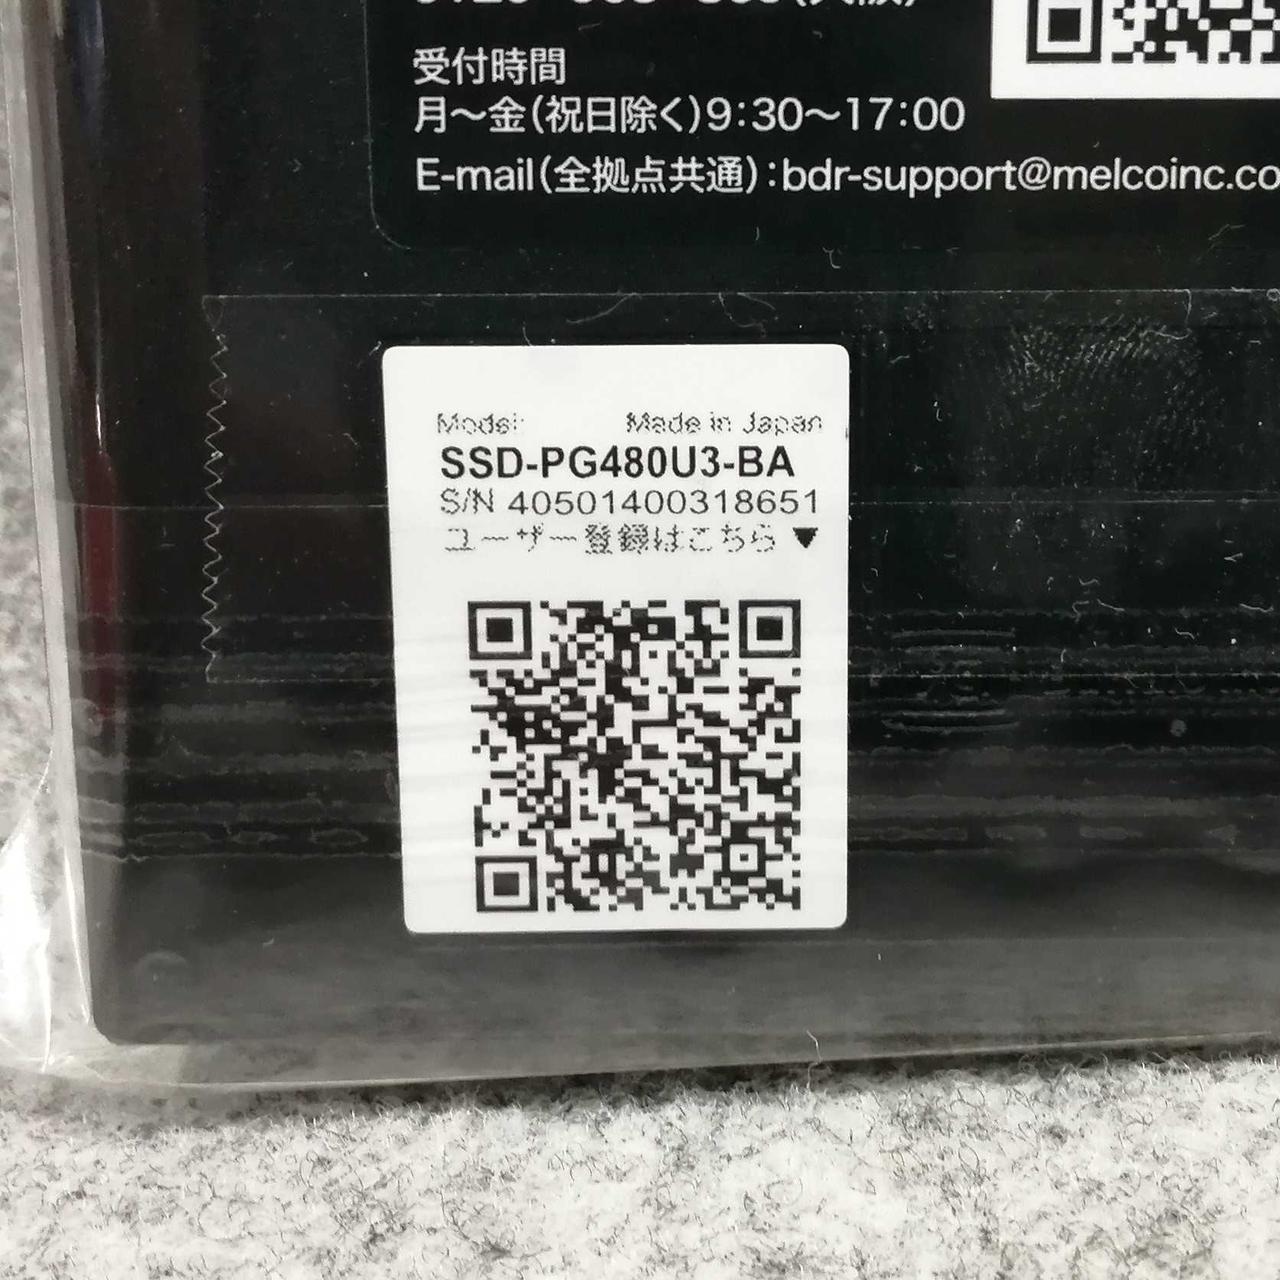 受付時間
月〜金(祝日除く)9:30〜17:00
E-mail(全拠点共通):bdr-support@melcoinc.co
Model: Made in Japan
SSD-PG480U3-BA
S/N 40501400318651
ユーザー登録はこちら▼